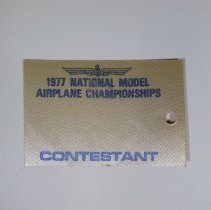 1977 NATIONAL MODEL
AIRPLANE CHAMPIONSHIPS
CONTESTANT